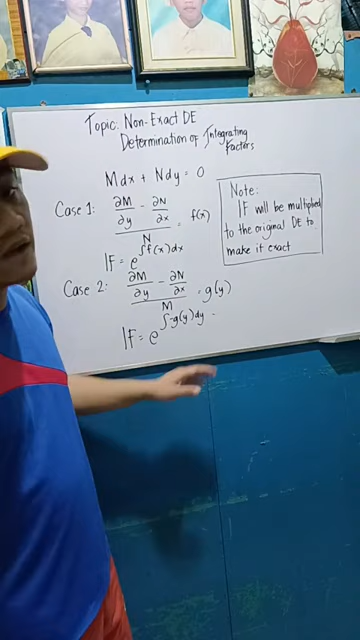 Topic: Non-Exact DE
Determination of Integrating
Factors
Mdx + Ndy = 0
Case 1: (∂M/∂y - ∂N/∂x)/N = f(x)
IF = e^∫f(x)dx
Case 2: (∂M/∂y - ∂N/∂x)/M = g(y)
IF = e^∫-g(y)dy
Note:
IF will be multiplied
to the original DE to
make it exact